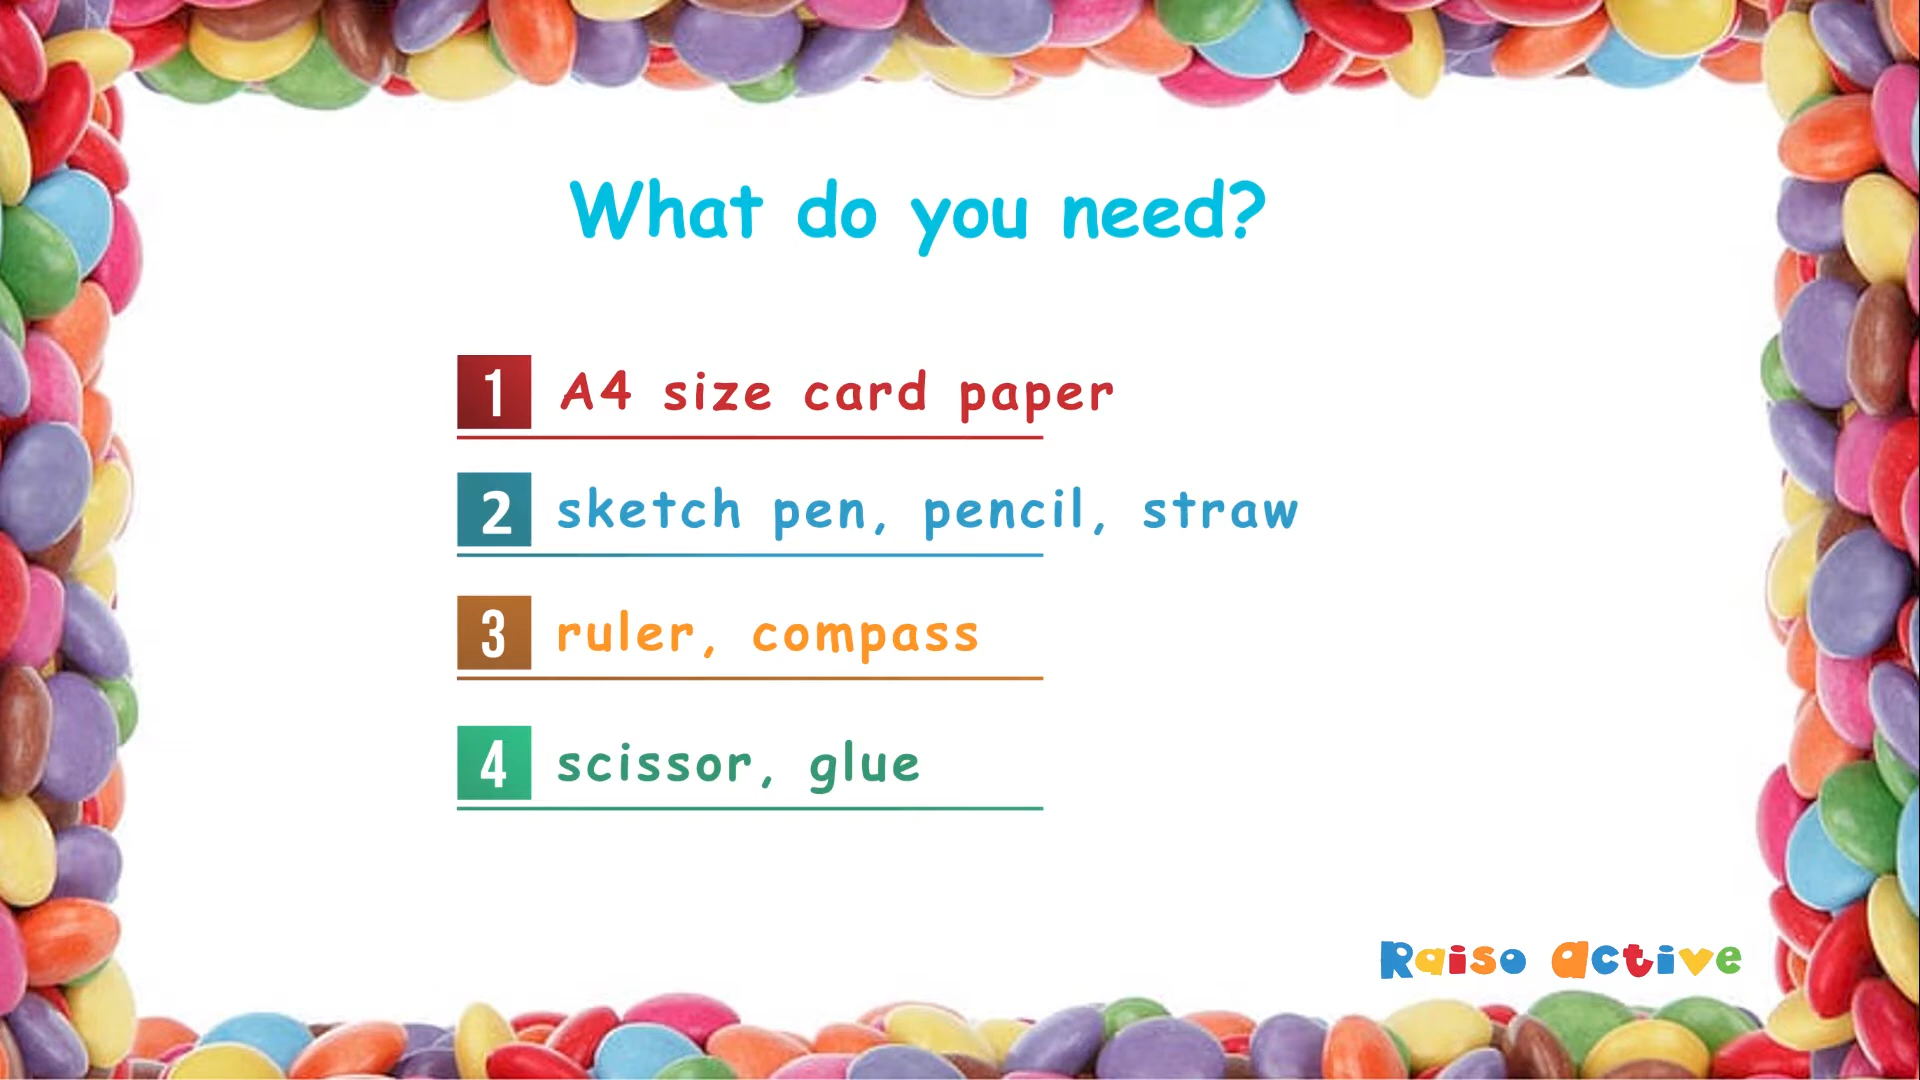 What do you need?
1 A4 size card paper
2 sketch pen, pencil, straw
3 ruler, compass
4 scissor, glue
Raiso active